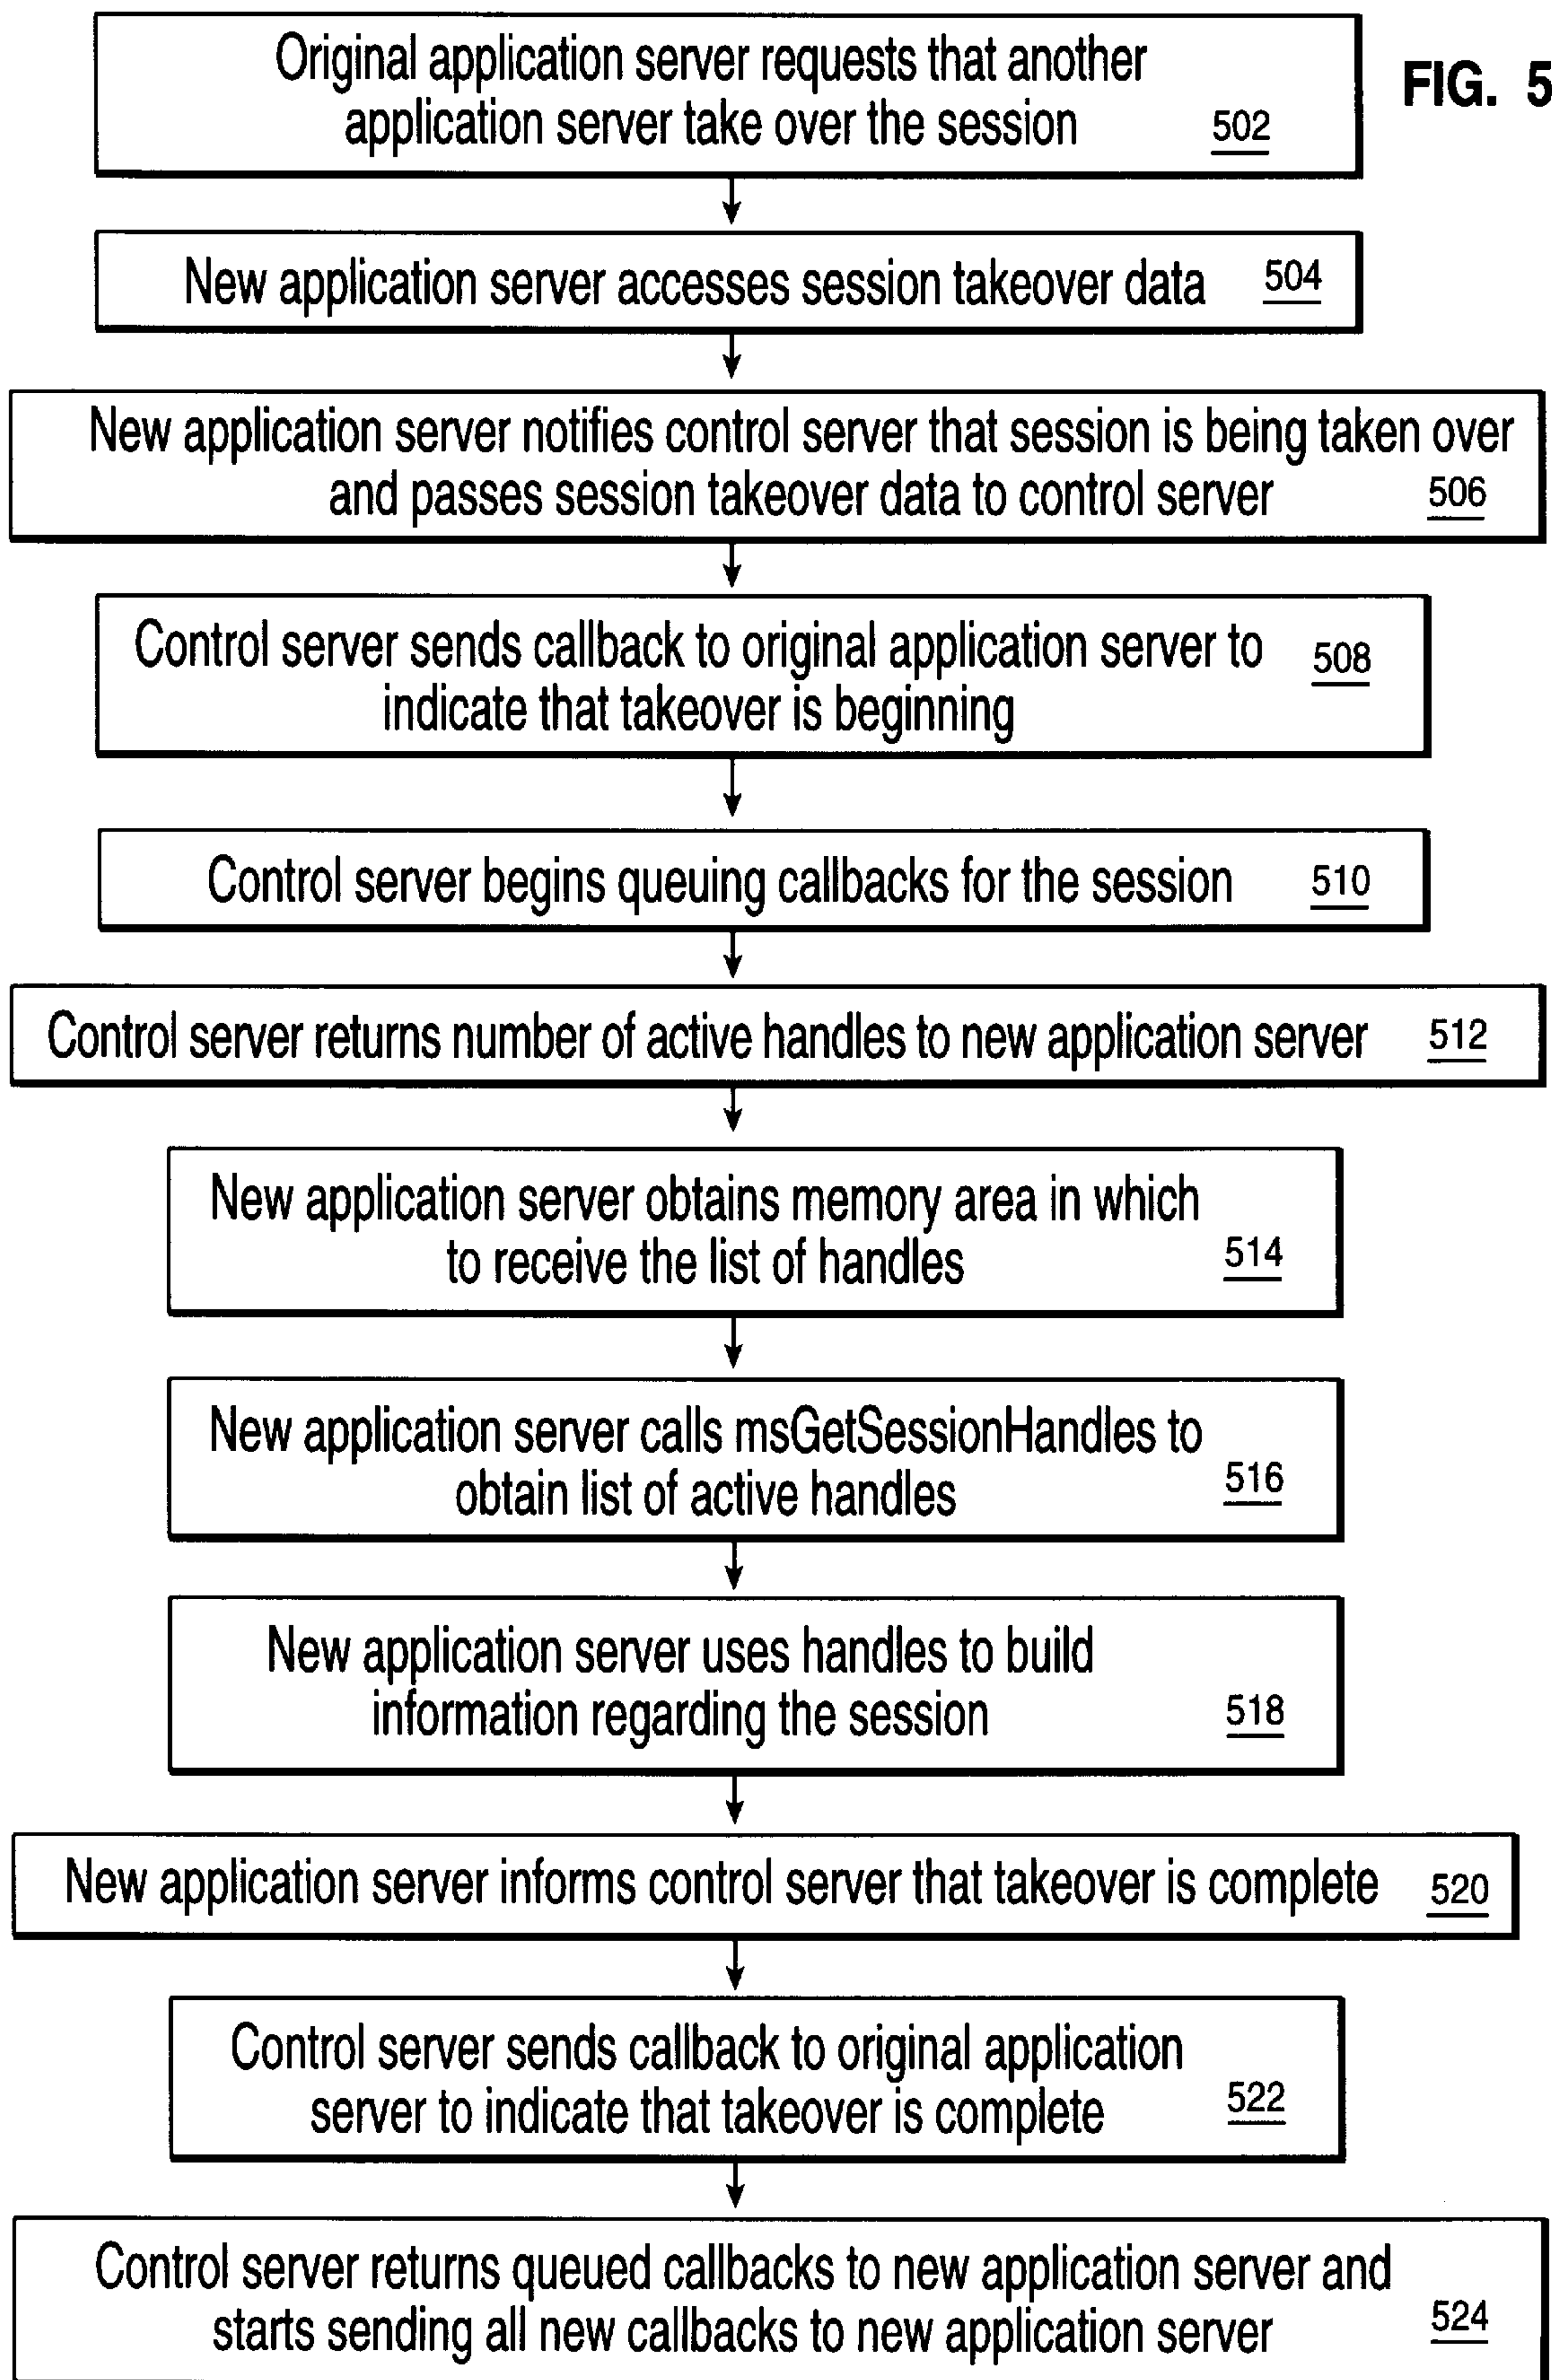 FIG. 5
Original application server requests that another
application server take over the session 502
New application server accesses session takeover data 504
New application server notifies control server that session is being taken over
and passes session takeover data to control server 506
Control server sends callback to original application server to 508
indicate that takeover is beginning
Control server begins queuing callbacks for the session 510
Control server returns number of active handles to new application server 512
New application server obtains memory area in which
to receive the list of handles 514
New application server calls msGetSessionHandles to
obtain list of active handles 516
New application server uses handles to build
information regarding the session 518
New application server informs control server that takeover is complete 520
Control server sends callback to original application
server to indicate that takeover is complete 522
Control server returns queued callbacks to new application server and
starts sending all new callbacks to new application server 524